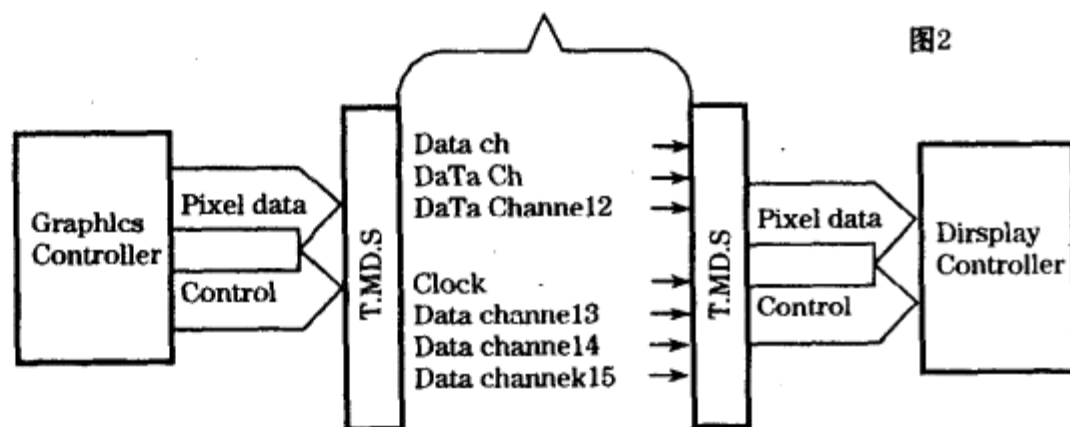 图2
Graphlcs
Controller
Pixel data
Control
T.MD.S
Data ch
DaTa Ch
DaTa Channe12
Clock
Data channe13
Data channe14
Data channek15
T.MD.S
Pixel data
Control
Dirsplay
Controller